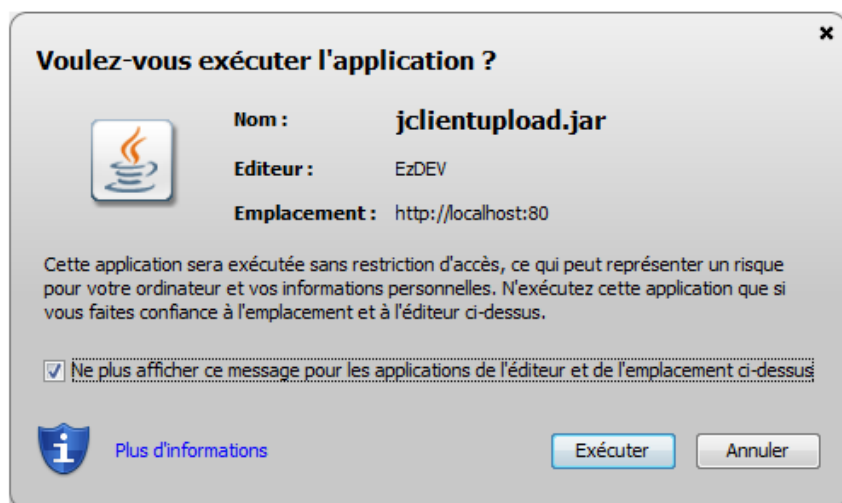 Voulez-vous exécuter l'application ?
Nom : jclientupload.jar
Editeur : EzDEV
Emplacement : http://localhost:80
Cette application sera exécutée sans restriction d'accès, ce qui peut représenter un risque
pour votre ordinateur et vos informations personnelles. N'exécutez cette application que si
vous faites confiance à l'emplacement et à l'éditeur ci-dessus.
Ne plus afficher ce message pour les applications de l'éditeur et de l'emplacement ci-dessus
Plus d'informations Exécuter Annuler